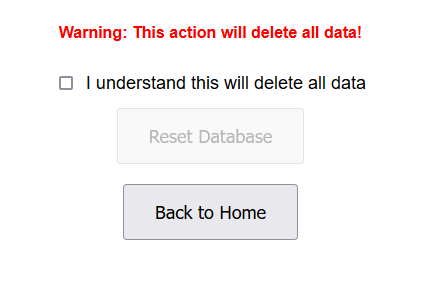 Warning: This action will delete all data!
I understand this will delete all data
Reset Database
Back to Home